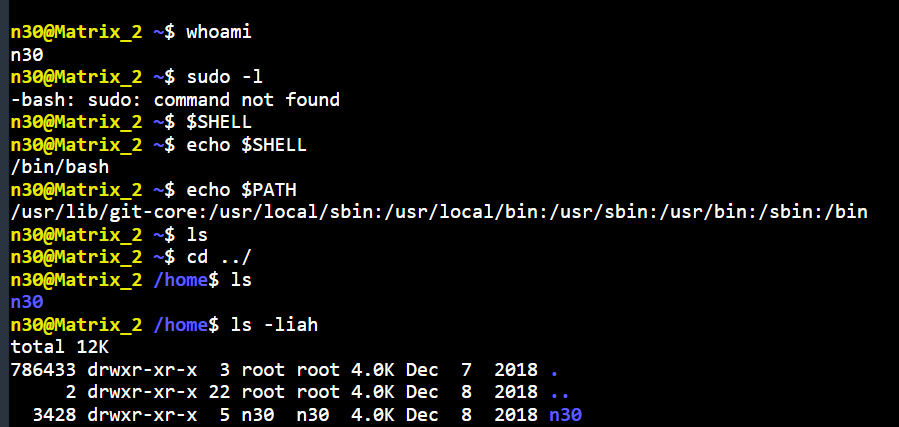 n30@Matrix_2 ~$ whoami
n30
n30@Matrix_2 ~$ sudo -l
-bash: sudo: command not found
n30@Matrix_2 ~$ $SHELL
n30@Matrix_2 ~$ echo $SHELL
/bin/bash
n30@Matrix_2 ~$ echo $PATH
/usr/lib/git-core:/usr/local/sbin:/usr/local/bin:/usr/sbin:/usr/bin:/sbin:/bin
n30@Matrix_2 ~$ ls
n30@Matrix_2 ~$ cd ../
n30@Matrix_2 /home$ ls
n30
n30@Matrix_2 /home$ ls -liah
total 12K
786433 drwxr-xr-x  3 root root 4.0K Dec  7  2018 .
     2 drwxr-xr-x 22 root root 4.0K Dec  8  2018 ..
  3428 drwxr-xr-x  5 n30  n30  4.0K Dec  8  2018 n30